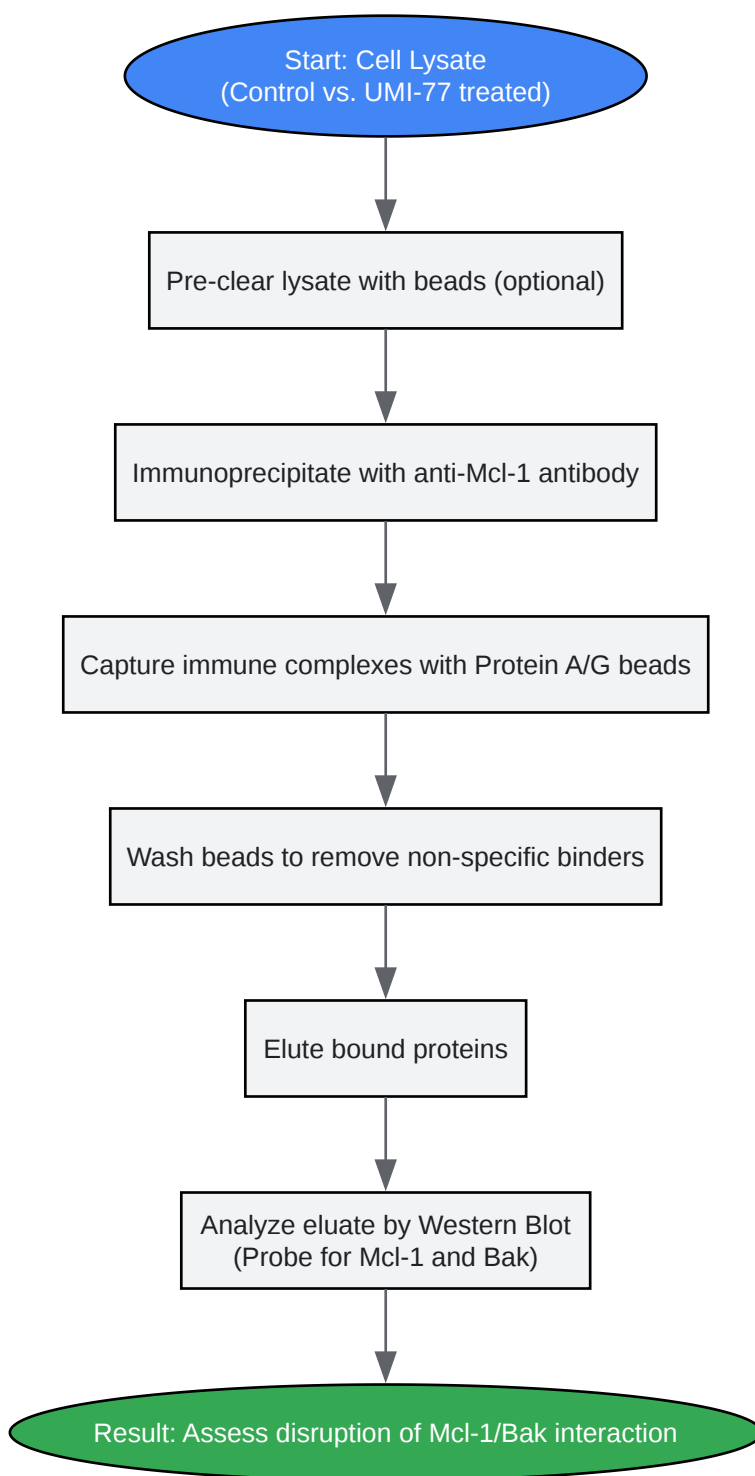 Start: Cell Lysate
(Control vs. UMI-77 treated)
Pre-clear lysate with beads (optional)
Immunoprecipitate with anti-Mcl-1 antibody
Capture immune complexes with Protein A/G beads
Wash beads to remove non-specific binders
Elute bound proteins
Analyze eluate by Western Blot
(Probe for Mcl-1 and Bak)
Result: Assess disruption of Mcl-1/Bak interaction